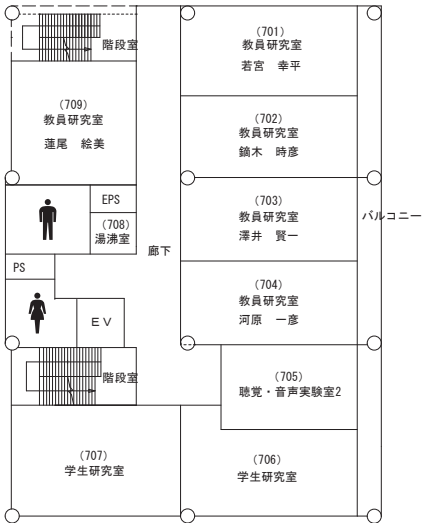 階段室
(701)
教員研究室
若宮 幸平
(709)
教員研究室
蓮尾 絵美
(702)
教員研究室
鏑木 時彦
EPS
(708)
湯沸室
(703)
教員研究室
澤井 賢一
バルコニー
廊下
PS
(704)
教員研究室
河原 一彦
EV
階段室
(705)
聴覚・音声実験室2
(707)
学生研究室
(706)
学生研究室